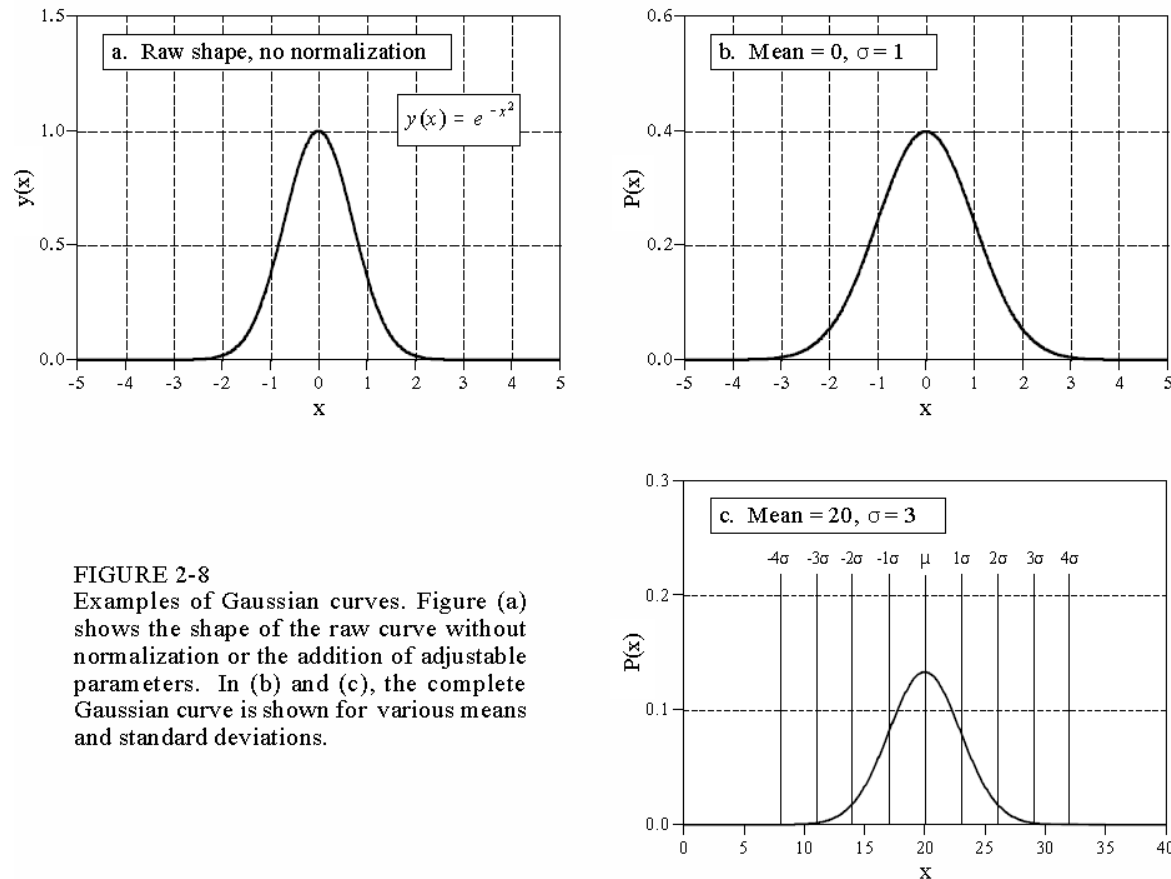 1.5
a. Raw shape, no normalization
y(x) = e^{-x^2}
1.0
y(x)
0.5
0.0
-5 -4 -3 -2 -1 0 1 2 3 4 5
x
0.6
b. Mean = 0, σ = 1
0.4
P(x)
0.2
0.0
-5 -4 -3 -2 -1 0 1 2 3 4 5
x
FIGURE 2-8
Examples of Gaussian curves. Figure (a)
shows the shape of the raw curve without
normalization or the addition of adjustable
parameters. In (b) and (c), the complete
Gaussian curve is shown for various means
and standard deviations.
0.3
c. Mean = 20, σ = 3
-4σ -3σ -2σ -1σ μ 1σ 2σ 3σ 4σ
0.2
P(x)
0.1
0.0
0 5 10 15 20 25 30 35 40
x